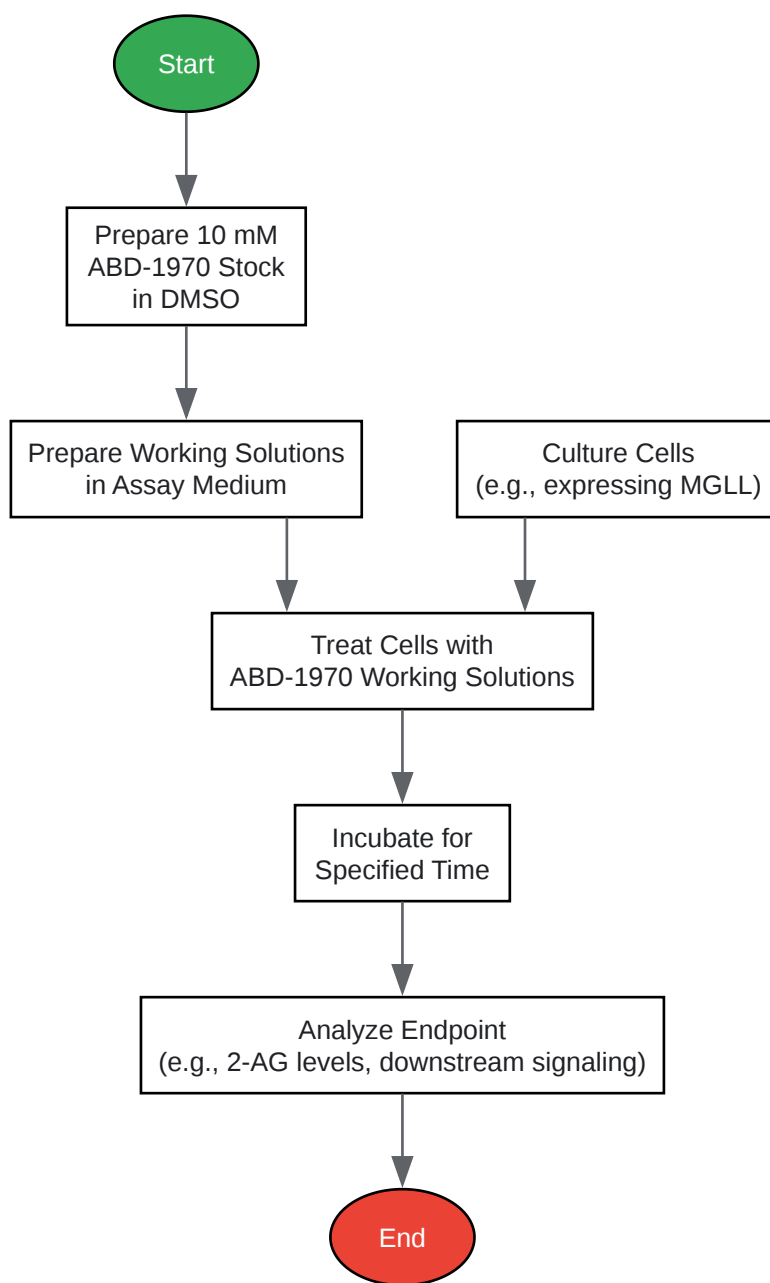 Start
Prepare 10 mM
ABD-1970 Stock
in DMSO
Prepare Working Solutions
in Assay Medium
Culture Cells
(e.g., expressing MGLL)
Treat Cells with
ABD-1970 Working Solutions
Incubate for
Specified Time
Analyze Endpoint
(e.g., 2-AG levels, downstream signaling)
End